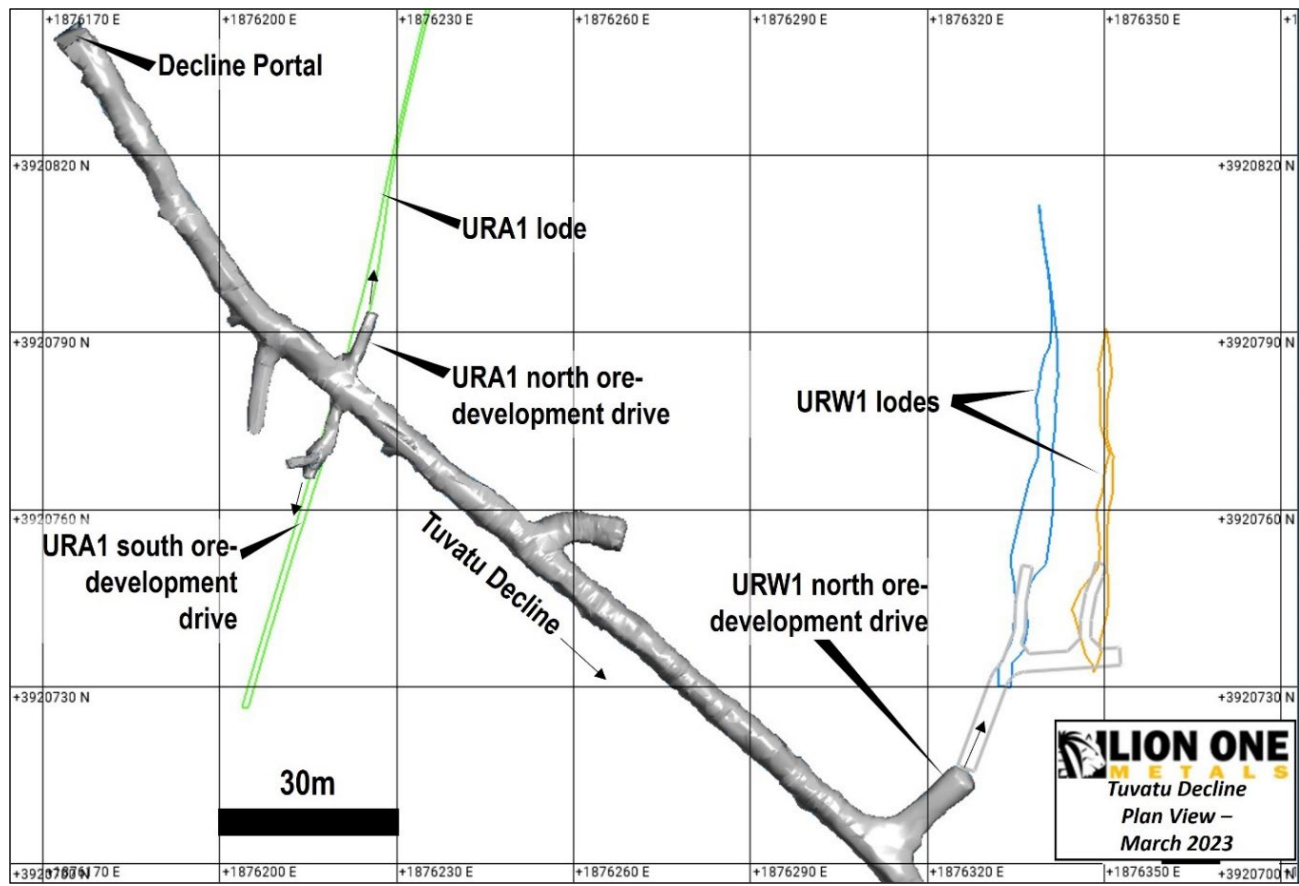 +1876170 E
+1876200 E
+1876230 E
+1876260 E
+1876290 E
+1876320 E
+1876350 E
Decline Portal
+3920820 N
+3920820 N
URA1 lode
+3920790 N
+3920790 N
URA1 north ore-
development drive
URW1 lodes
+3920760 N
+3920760 N
URA1 south ore-
development
drive
Tuvatu Decline
URW1 north ore-
development drive
+3920730 N
+3920730 N
30m
LION ONE
METALS
Tuvatu Decline
Plan View –
March 2023
+3920700 N
+1876170 E
+1876200 E
+1876230 E
+1876260 E
+1876290 E
+1876320 E
+1876350 E
+3920700 N